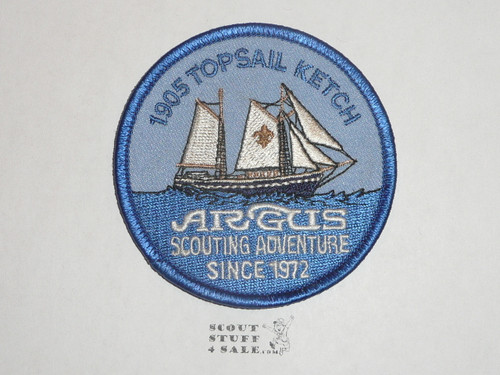 1905 TOPSAIL KETCH
ARGUS
SCOUTING ADVENTURE
SINCE 1972
SCOUT
STUFF
4 SALE.COM